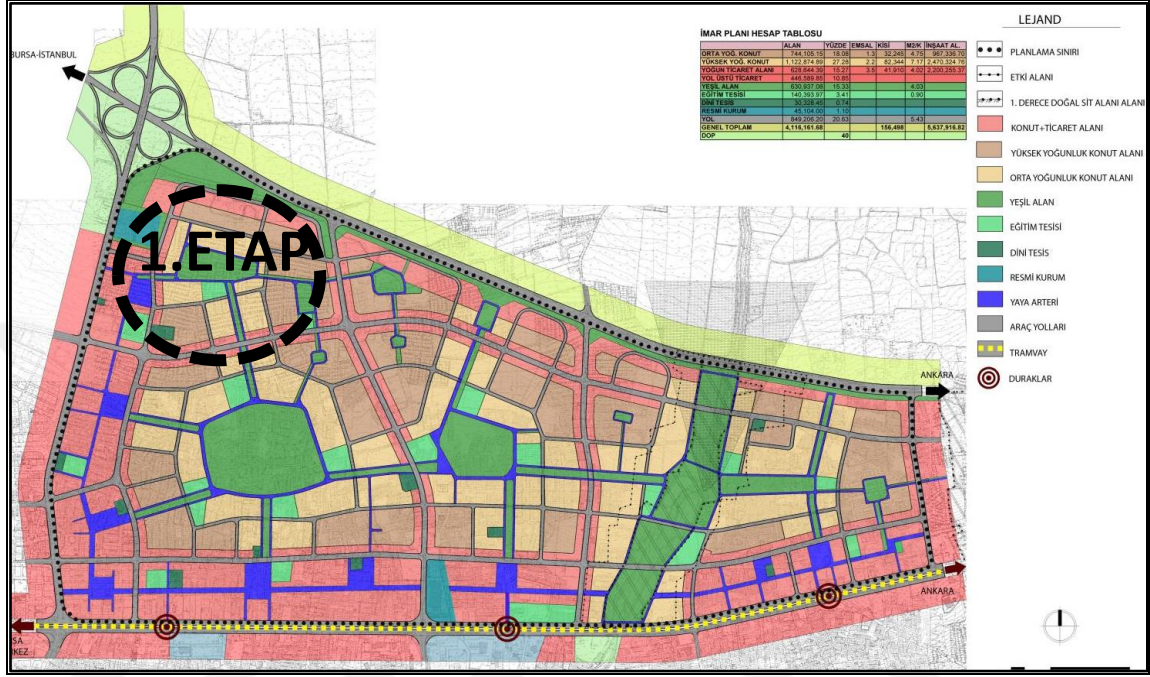 BURSA-İSTANBUL
İMAR PLANI HESAP TABLOSU
ALAN YÜZDE EMSAL KİSİ M2/K İNŞAAT AL.
ORTA YOĞ. KONUT 744,105.15 18.08 1.3 32,245 4.75 967,336.70
YÜKSEK YOĞ. KONUT 1,122,874.89 27.28 2.2 82,344 7.17 2,470,324.76
YOĞUN TİCARET ALANI 628,644.39 15.27 3.5 41,910 4.02 2,200,255.37
YOL ÜSTÜ TİCARET 446,589.85 10.85
YEŞİL ALAN 630,937.08 15.33 4.03
EĞİTİM TESİSİ 140,393.97 3.41 0.90
DİNİ TESİS 30,328.45 0.74
RESMİ KURUM 45,104.00 1.10
YOL 849,206.20 20.63 5.43
GENEL TOPLAM 4,116,161.68 156,498 5,637,916.82
DOP 40
LEJAND
PLANLAMA SINIRI
ETKİ ALANI
1. DERECE DOĞAL SİT ALANI ALANI
KONUT+TİCARET ALANI
YÜKSEK YOĞUNLUK KONUT ALANI
ORTA YOĞUNLUK KONUT ALANI
YEŞİL ALAN
EĞİTİM TESİSİ
DİNİ TESİS
RESMİ KURUM
YAYA ARTERİ
ARAÇ YOLLARI
TRAMVAY
DURAKLAR
1.ETAP
ANKARA
ANKARA
SA
KEZ